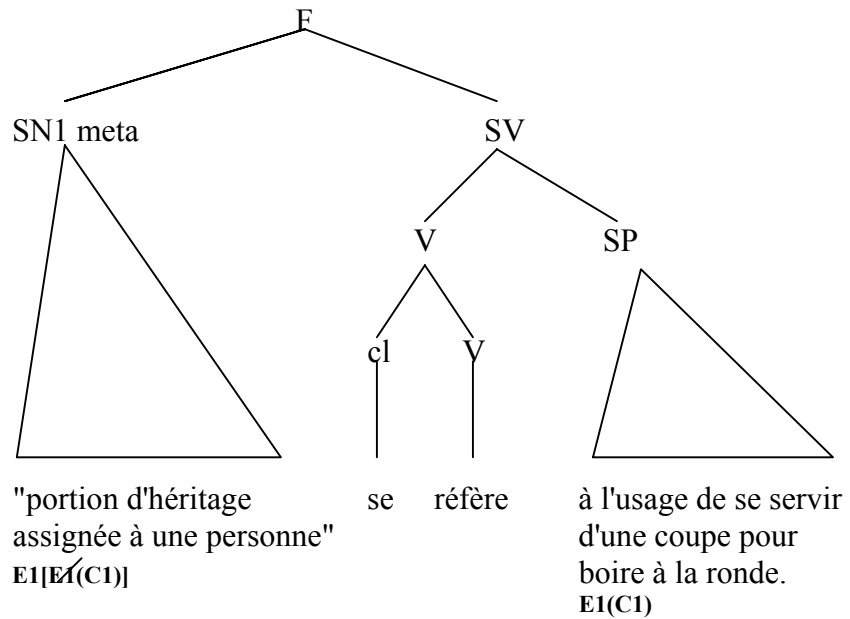 F
SN1 meta SV
V SP
cl V
"portion d'héritage se réfère à l'usage de se servir
assignée à une personne" d'une coupe pour
E1[E1(C1)] boire à la ronde.
E1(C1)